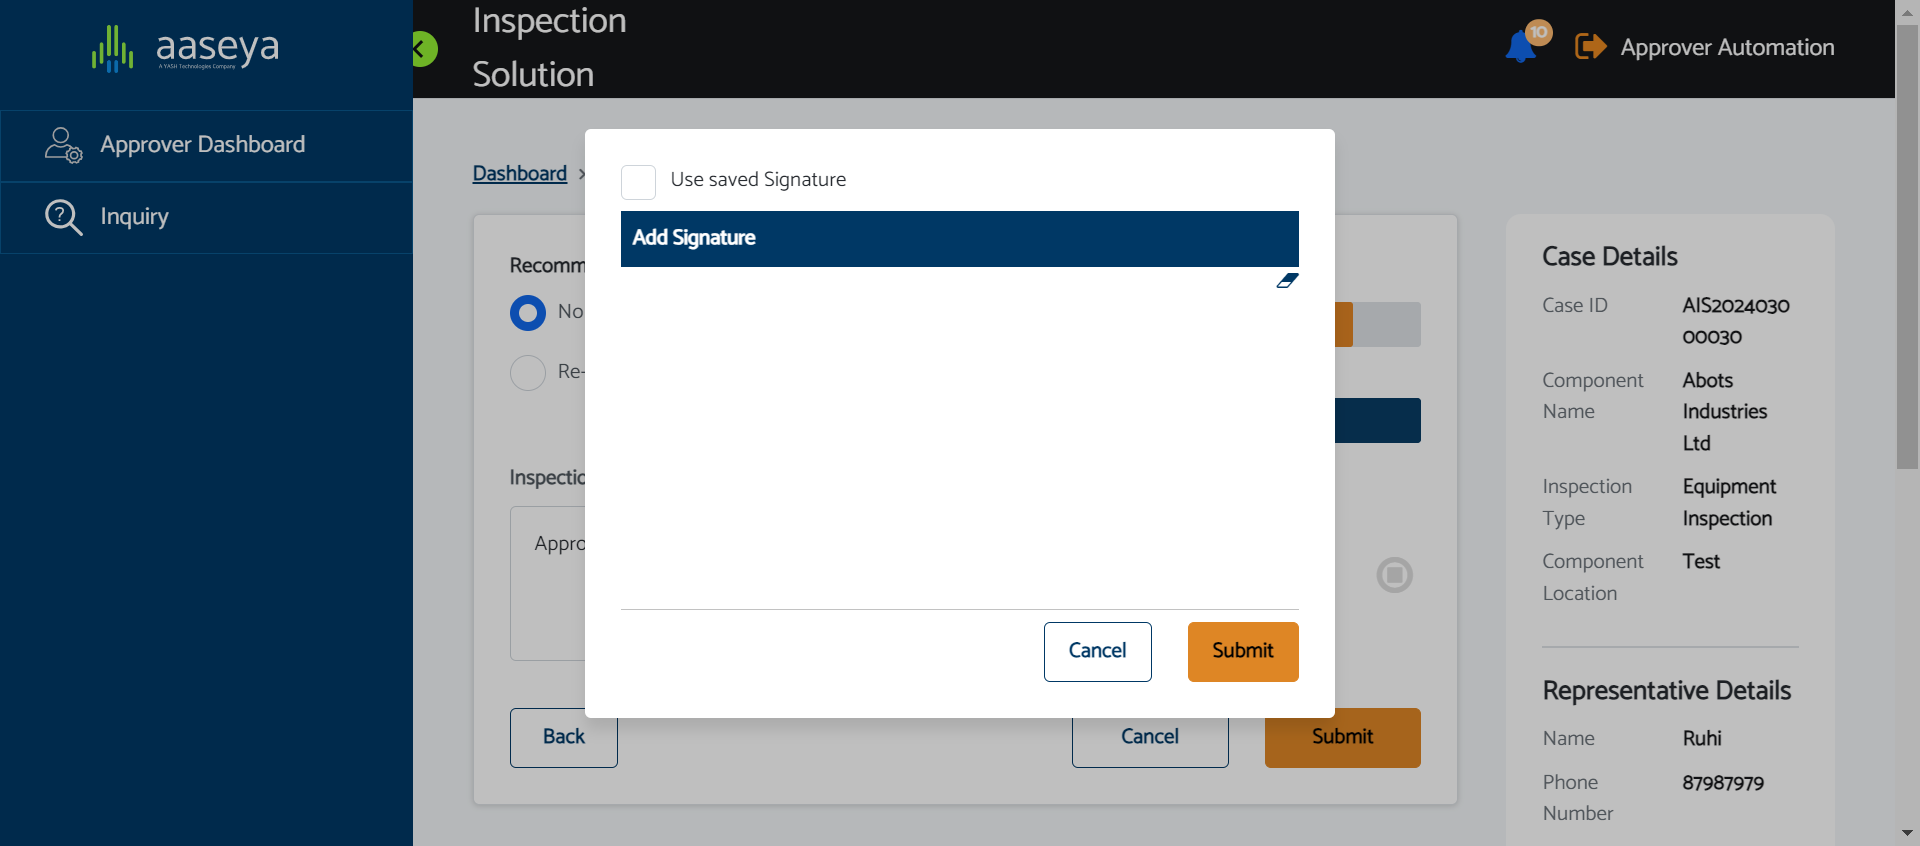 aaseya
A YASH Technologies Company
Approver Dashboard
Inquiry
Inspection
Solution
10
Approver Automation
Dashboard >
Recomm
No
Re-
Inspectio
Appro
Back
Cancel
Submit
Use saved Signature
Add Signature
Cancel
Submit
Case Details
Case ID AIS2024030
00030
Component Abots
Name Industries
Ltd
Inspection Equipment
Type Inspection
Component Test
Location
Representative Details
Name Ruhi
Phone 87987979
Number